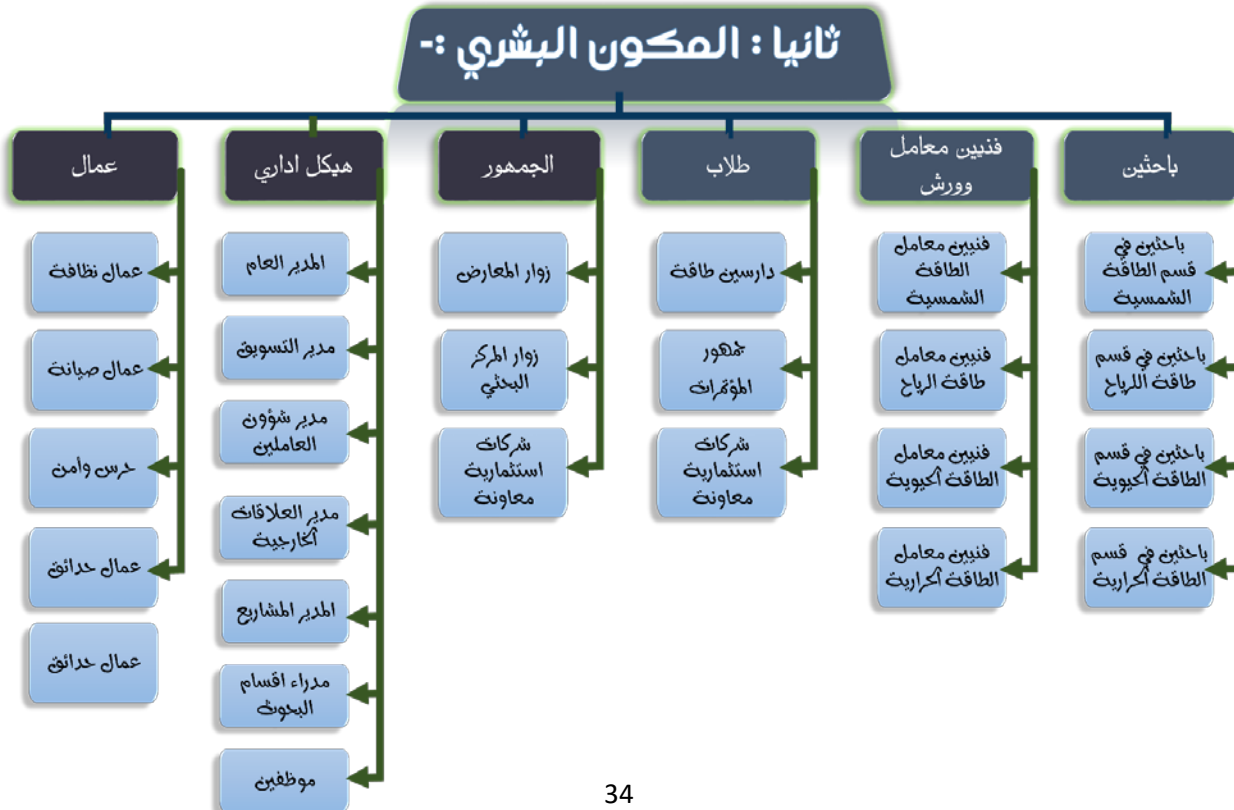 ثانيا : المكون البشري :-
باحثين
باحثين في
قسم الطاقة
الشمسية
باحثين في قسم
طاقة اللرياح
باحثين في قسم
الطاقة الحيوية
باحثين في قسم
الطاقة الحرارية
فنيين معامل
وورش
فنيين معامل
الطاقة
الشمسية
فنيين معامل
طاقة الرياح
فنيين معامل
الطاقة الحيوية
فنيين معامل
الطاقة الحرارية
طلاب
دارسين طاقة
جمهور
المؤتمرات
شركات
استثمارية
معاونة
الجمهور
زوار المعارض
زوار المركز
البحثي
شركات
استثمارية
معاونة
هيكل اداري
المدير العام
مدير التسويق
مدير شؤون
العاملين
مدير العلاقات
الخارجية
المدير المشاريع
مدراء اقسام
البحوث
موظفين
عمال
عمال نظافة
عمال صيانة
حرس وأمن
عمال حدائق
عمال حدائق
34